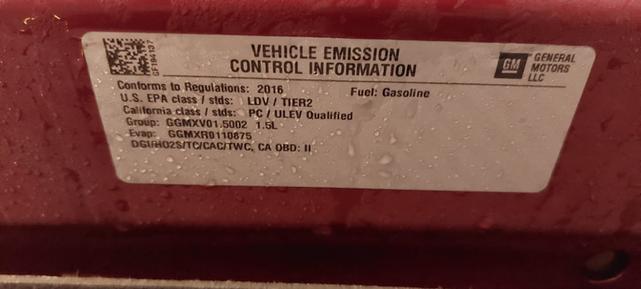 VEHICLE EMISSION
CONTROL INFORMATION
GM GENERAL MOTORS LLC
Conforms to Regulations: 2016 Fuel: Gasoline
U.S. EPA class / stds: LDV / TIER2
California class / stds: PC / ULEV Qualified
Group: GGMXV01.5002 1.5L
Evap: GGMXR0110875
DGI/HO2S/TC/CAC/TWC, CA OBD: II